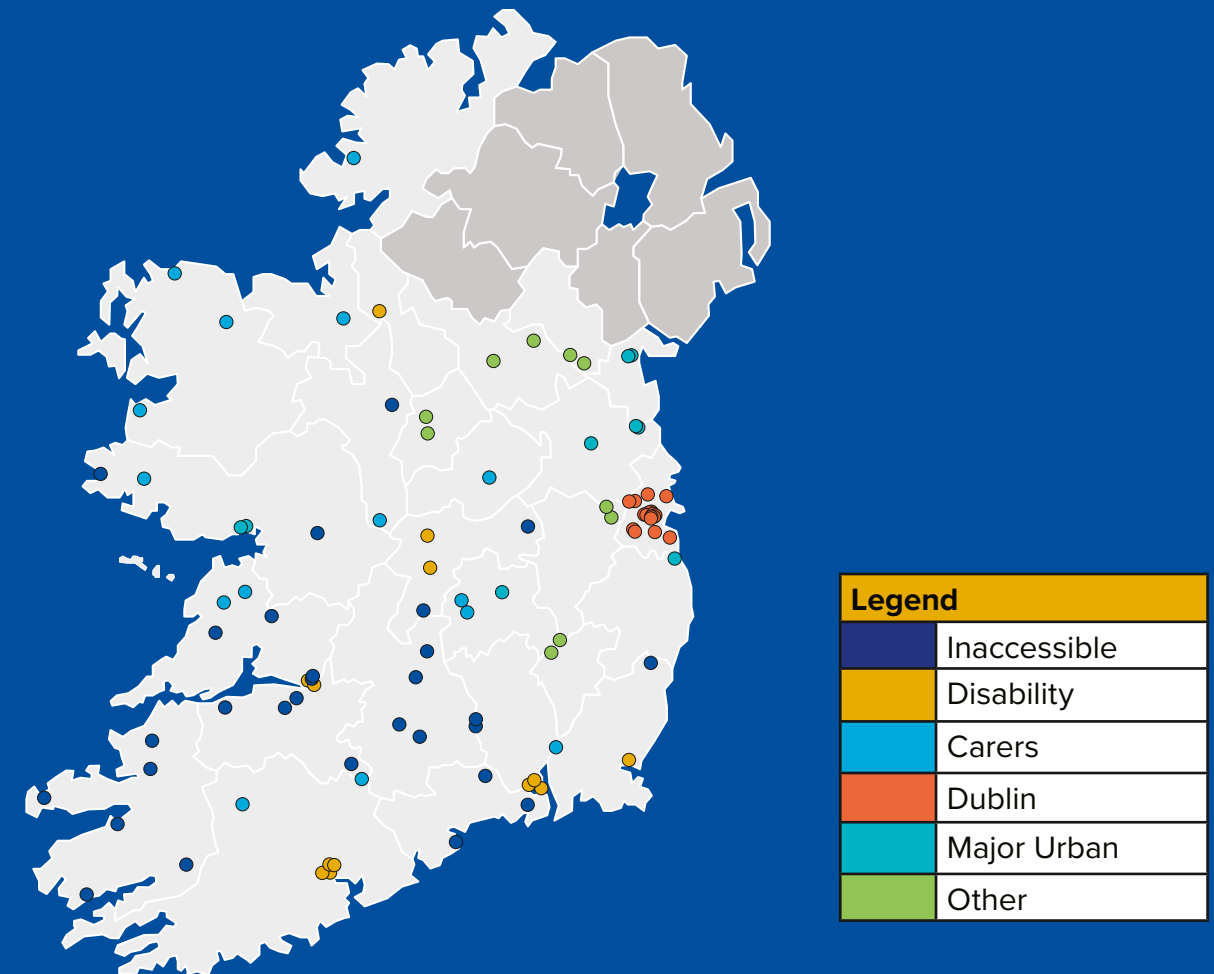 Legend
Inaccessible
Disability
Carers
Dublin
Major Urban
Other